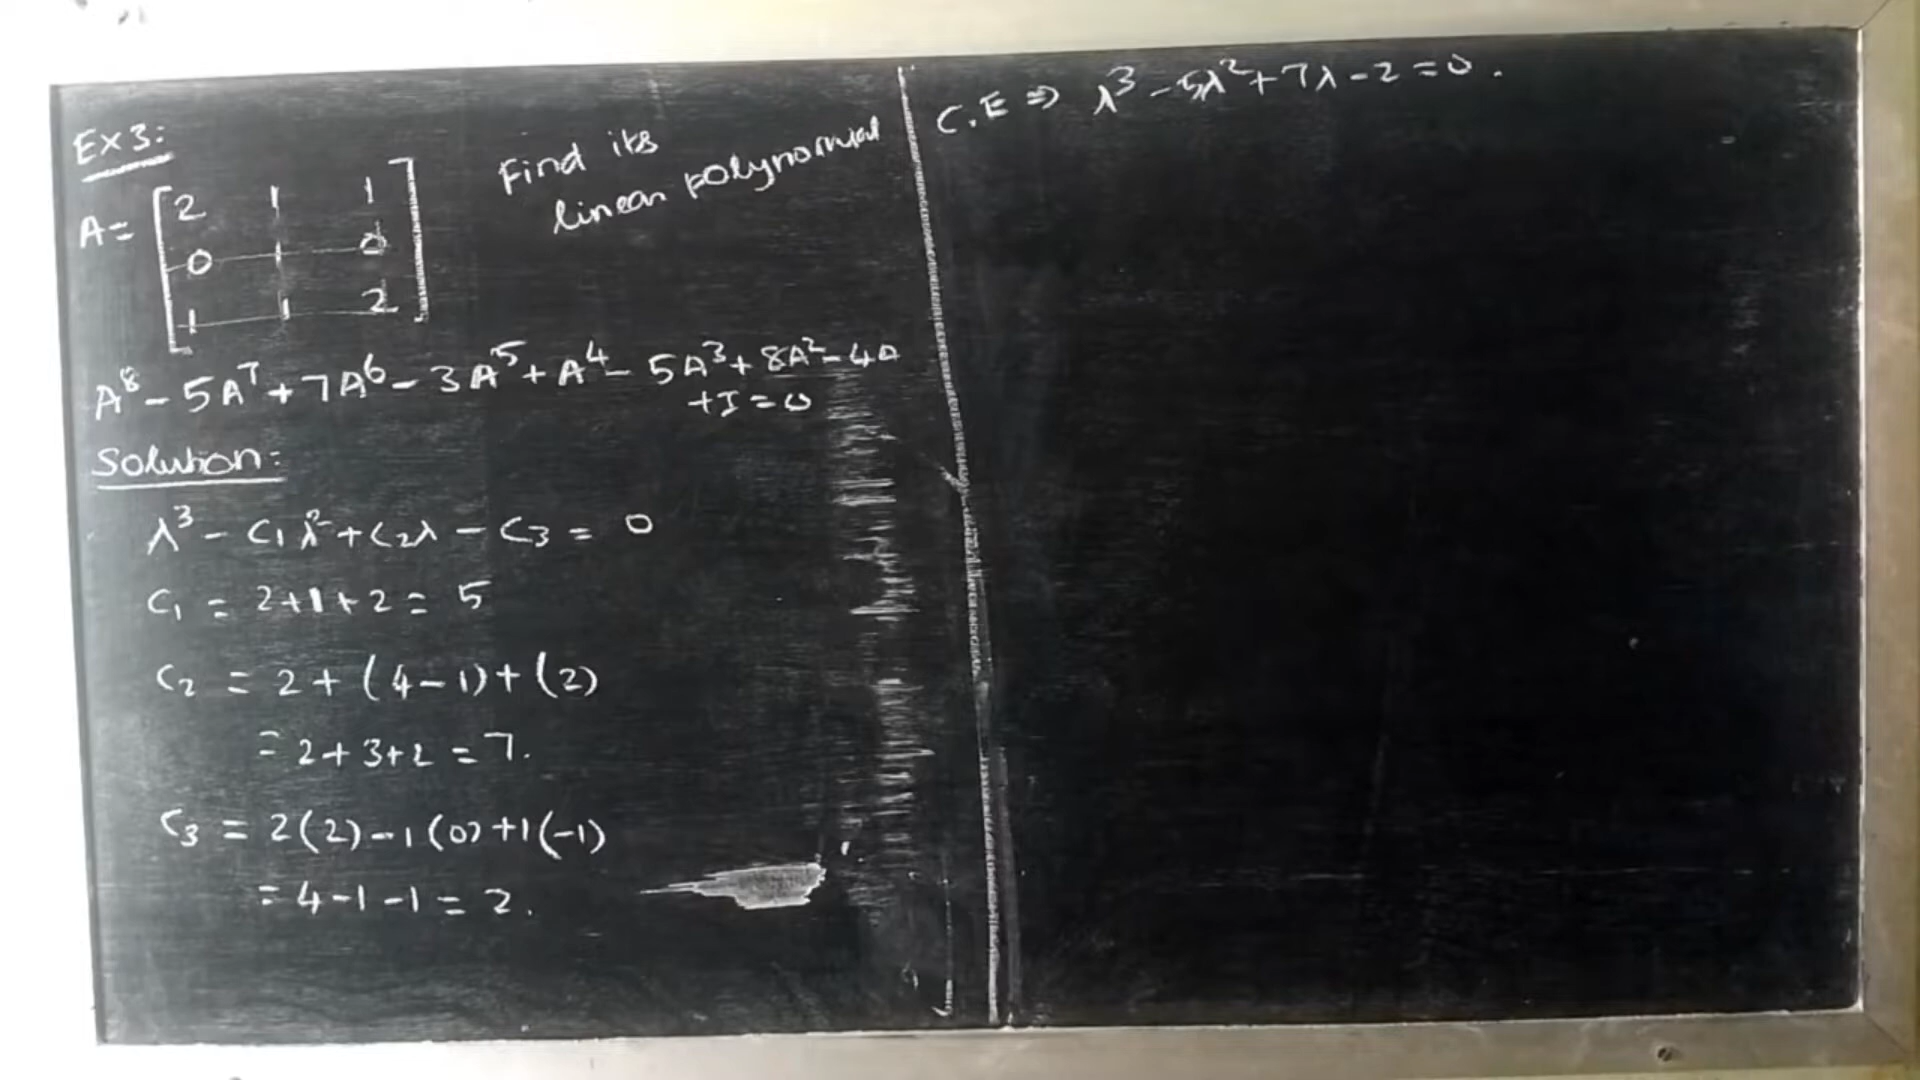 Ex 3:
Find its
linear polynomial
A = [2 1 1
0 1 0
1 1 2]
A⁸ - 5A⁷ + 7A⁶ - 3A⁵ + A⁴ - 5A³ + 8A² - 4A
+I = 0
Solution:
λ³ - C₁λ² + C₂λ - C₃ = 0
C₁ = 2+1+2 = 5
C₂ = 2 + (4-1) + (2)
= 2+3+2 = 7.
C₃ = 2(2) - 1(0) + 1(-1)
= 4-1-1 = 2.
C.E ⇒ λ³ - 5λ² + 7λ - 2 = 0.